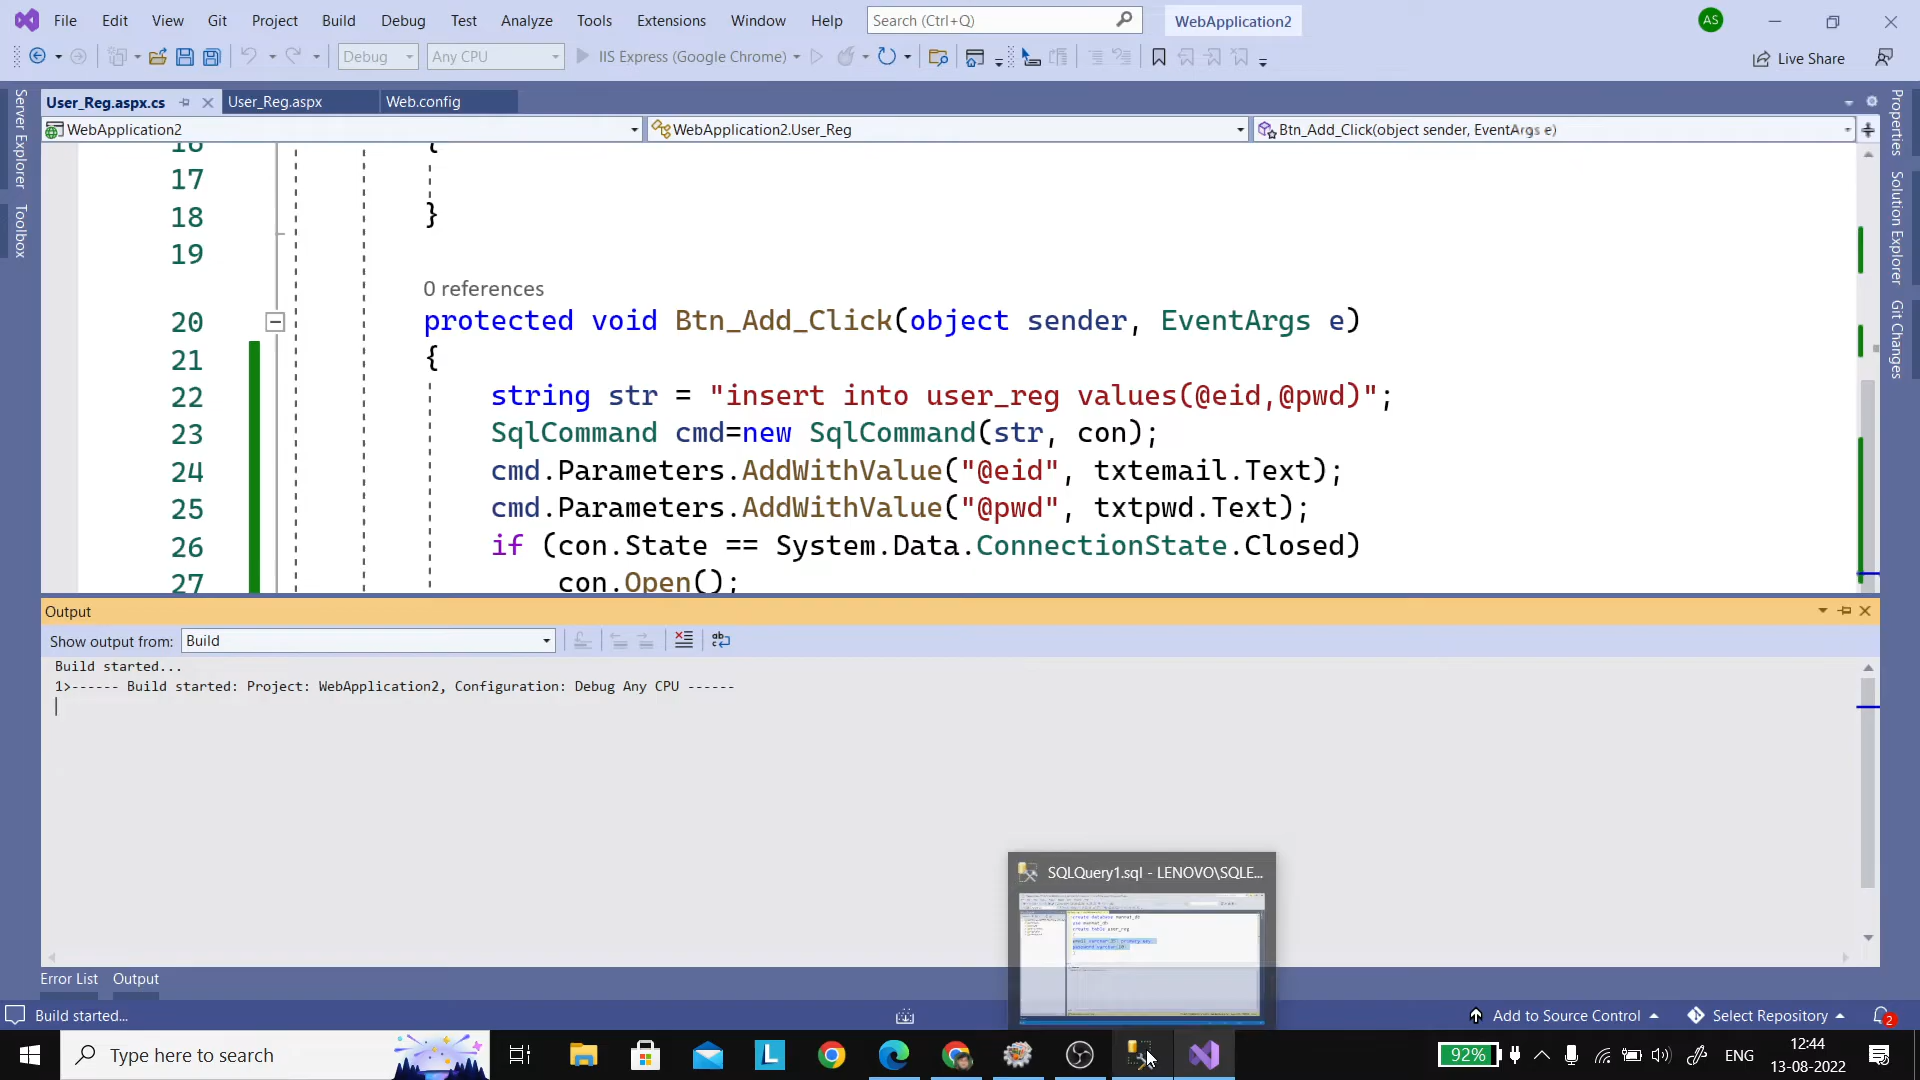 File Edit View Git Project Build Debug Test Analyze Tools Extensions Window Help Search (Ctrl+Q) WebApplication2 AS
Debug Any CPU IIS Express (Google Chrome) Live Share
User_Reg.aspx.cs User_Reg.aspx Web.config
WebApplication2 WebApplication2.User_Reg Btn_Add_Click(object sender, EventArgs e)
Server Explorer
Toolbox
Properties
Solution Explorer
Git Changes
16 {
17
18 }
19
0 references
20 protected void Btn_Add_Click(object sender, EventArgs e)
21 {
22 string str = "insert into user_reg values(@eid,@pwd)";
23 SqlCommand cmd=new SqlCommand(str, con);
24 cmd.Parameters.AddWithValue("@eid", txtemail.Text);
25 cmd.Parameters.AddWithValue("@pwd", txtpwd.Text);
26 if (con.State == System.Data.ConnectionState.Closed)
27 con.Open();
Output
Show output from: Build
Build started...
1>------ Build started: Project: WebApplication2, Configuration: Debug Any CPU ------
SQLQuery1.sql - LENOVO\SQLE...
create table user_reg
Error List Output
Build started... Add to Source Control Select Repository 2
Type here to search L 92% ENG 12:44
13-08-2022